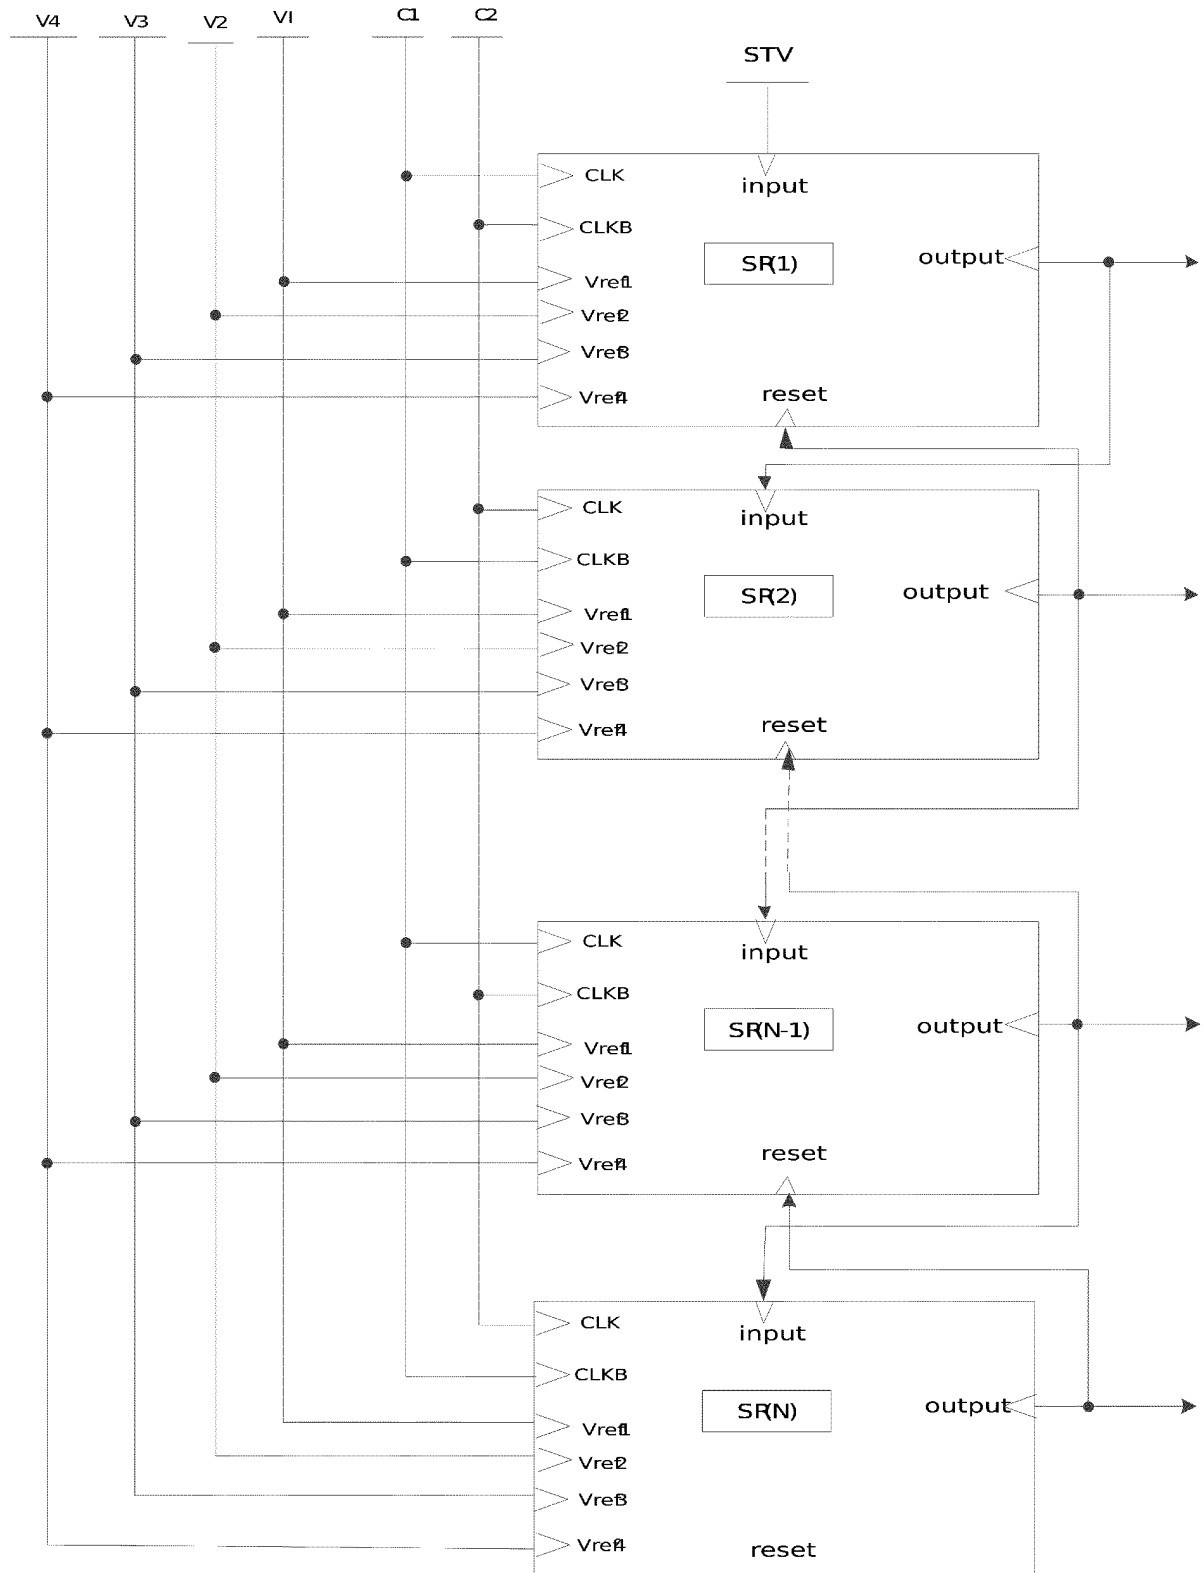 V4 V3 V2 V1 C1 C2
STV
CLK
input
CLKB
output
SR(1)
Vref1
Vref2
Vref3
reset
Vref4
CLK
input
CLKB
output
SR(2)
Vref1
Vref2
Vref3
reset
Vref4
CLK
input
CLKB
output
SR(N-1)
Vref1
Vref2
Vref3
reset
Vref4
CLK
input
CLKB
output
SR(N)
Vref1
Vref2
Vref3
Vref4
reset